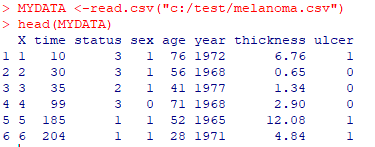 > MYDATA <-read.csv("c:/test/melanoma.csv")
> head(MYDATA)
  X time status sex age year thickness ulcer
1 1   10      3   1  76 1972      6.76     1
2 2   30      3   1  56 1968      0.65     0
3 3   35      2   1  41 1977      1.34     0
4 4   99      3   0  71 1968      2.90     0
5 5  185      1   1  52 1965     12.08     1
6 6  204      1   1  28 1971      4.84     1